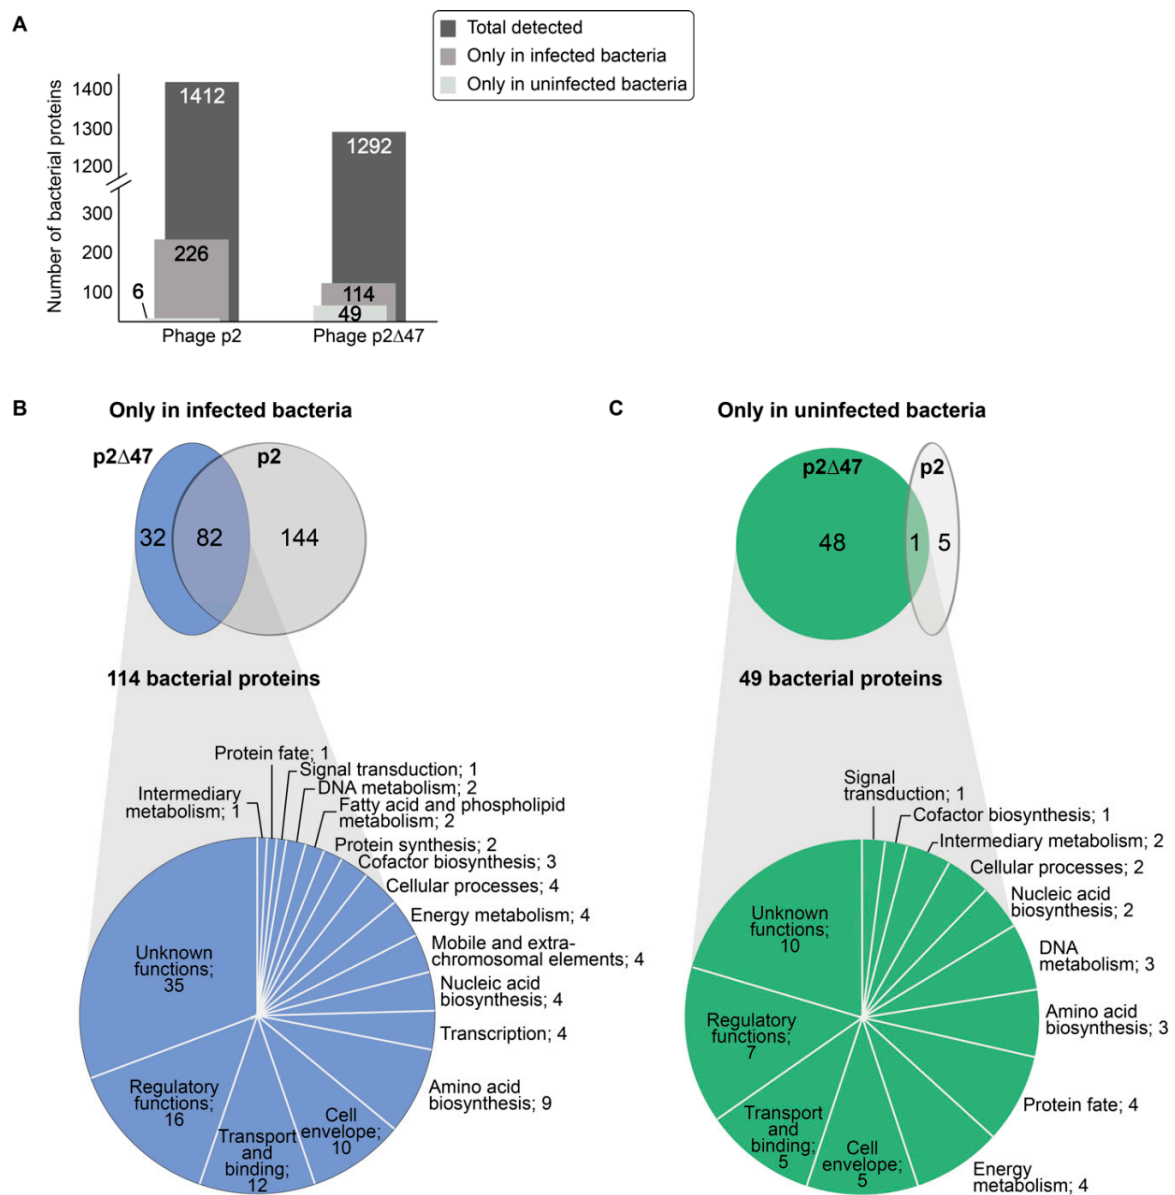 A
Total detected
Only in infected bacteria
Only in uninfected bacteria
Number of bacterial proteins
1400
1300
1200
300
200
100
1412
226
6
1292
114
49
Phage p2
Phage p2Δ47
B
Only in infected bacteria
p2Δ47
p2
32
82
144
114 bacterial proteins
Protein fate; 1
Signal transduction; 1
Intermediary
metabolism; 1
DNA metabolism; 2
Fatty acid and phospholipid
metabolism; 2
Protein synthesis; 2
Cofactor biosynthesis; 3
Cellular processes; 4
Energy metabolism; 4
Mobile and extra-
chromosomal elements; 4
Nucleic acid
biosynthesis; 4
Transcription; 4
Amino acid
biosynthesis; 9
Cell
envelope;
10
Transport
and
binding;
12
Regulatory
functions;
16
Unknown
functions;
35
C
Only in uninfected bacteria
p2Δ47
p2
48
1
5
49 bacterial proteins
Signal
transduction; 1
Cofactor biosynthesis; 1
Intermediary metabolism; 2
Cellular processes; 2
Nucleic acid
biosynthesis; 2
DNA
metabolism; 3
Amino acid
biosynthesis; 3
Protein fate; 4
Energy
metabolism; 4
Cell
envelope;
5
Transport
and
binding;
5
Regulatory
functions;
7
Unknown
functions;
10